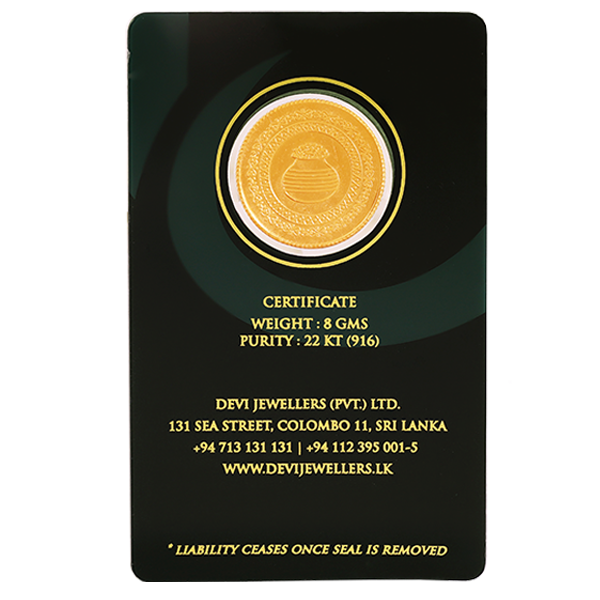 CERTIFICATE
WEIGHT : 8 GMS
PURITY : 22 KT (916)
DEVI JEWELLERS (PVT.) LTD.
131 SEA STREET, COLOMBO 11, SRI LANKA
+94 713 131 131 | +94 112 395 001-5
WWW.DEVIJEWELLERS.LK
* LIABILITY CEASES ONCE SEAL IS REMOVED